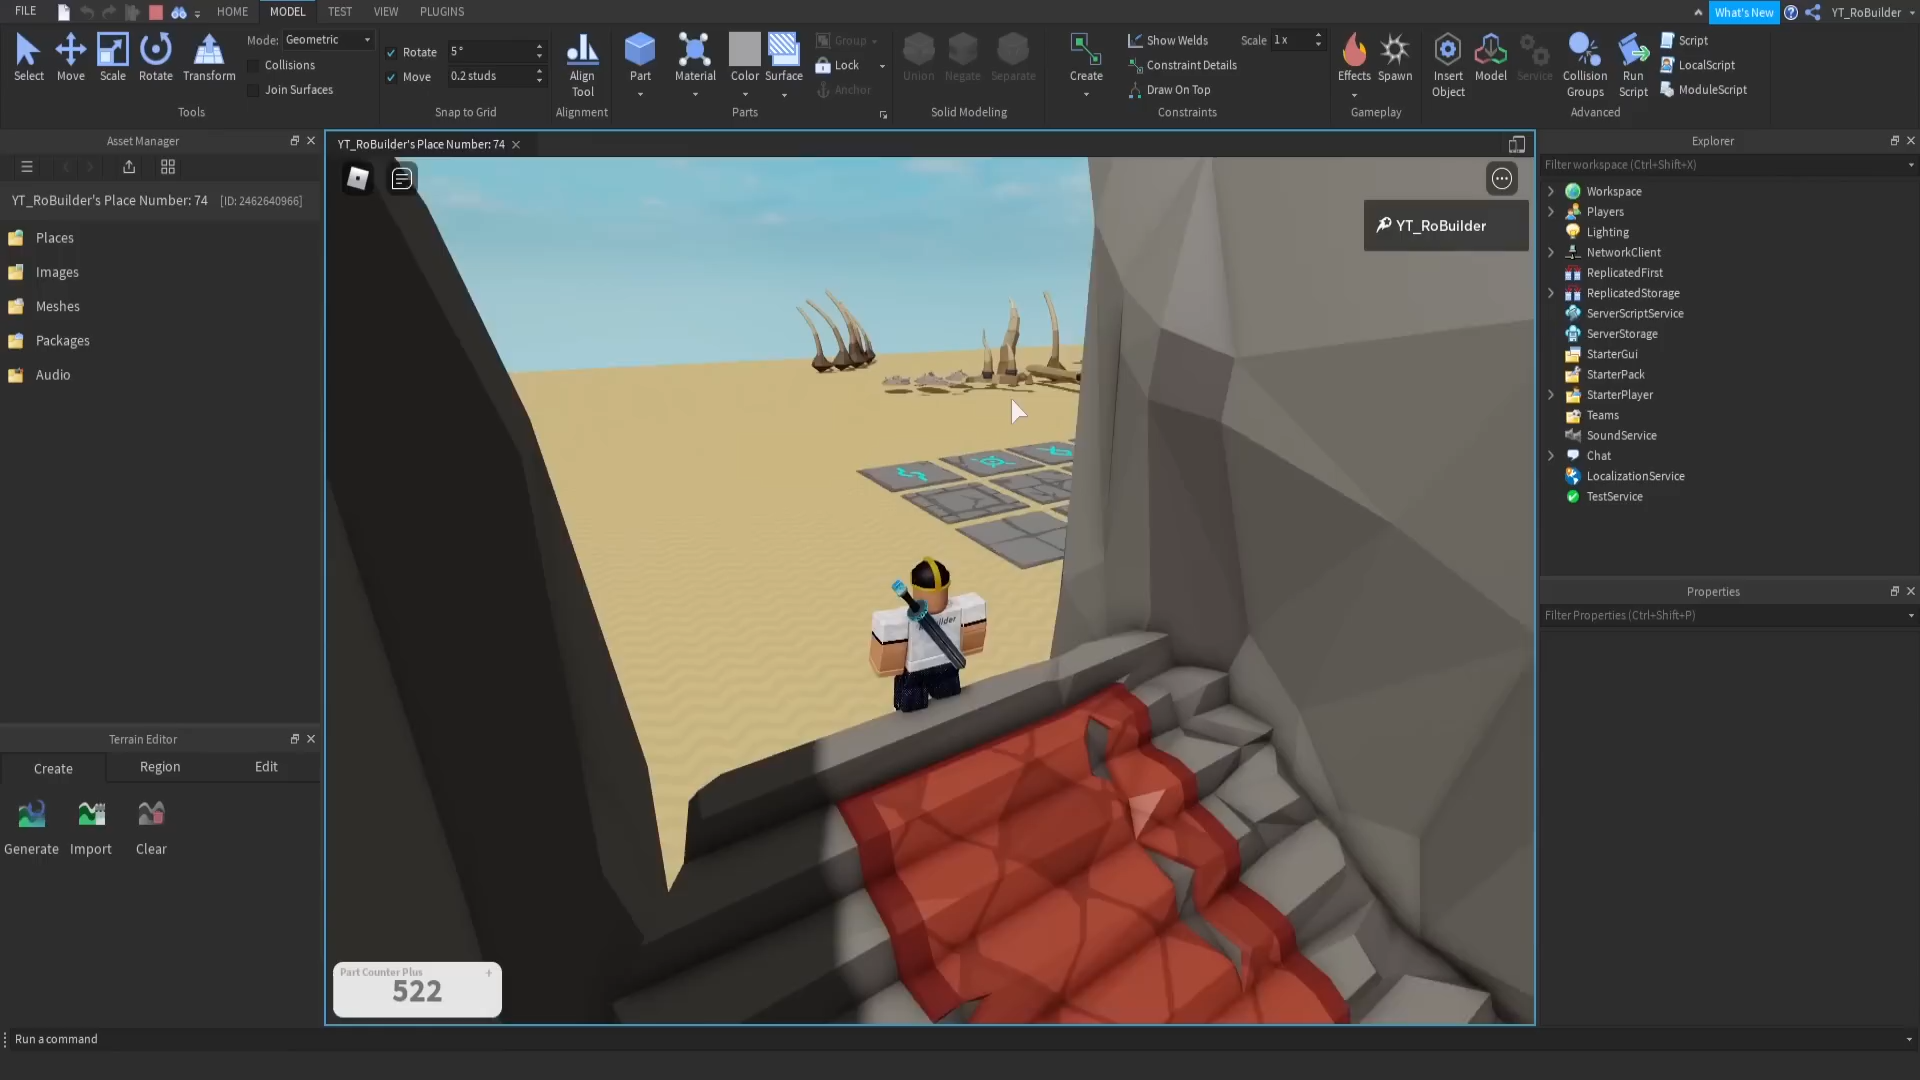 FILE HOME MODEL TEST VIEW PLUGINS What's New YT_RoBuilder
Select Move Scale Rotate Transform
Mode: Geometric
Collisions
Join Surfaces
Tools
Rotate 5°
Move 0.2 studs
Snap to Grid
Align Tool
Alignment
Part Material Color Surface
Group
Lock
Anchor
Parts
Union Negate Separate
Solid Modeling
Create
Show Welds Scale 1 x
Constraint Details
Draw On Top
Constraints
Effects Spawn
Gameplay
Insert Object Model Service Collision Groups Run Script
Script
LocalScript
ModuleScript
Advanced
Asset Manager
YT_RoBuilder's Place Number: 74 [ID: 2462640966]
Places
Images
Meshes
Packages
Audio
Terrain Editor
Create Region Edit
Generate Import Clear
YT_RoBuilder's Place Number: 74
YT_RoBuilder
Part Counter Plus +
522
Explorer
Filter workspace (Ctrl+Shift+X)
Workspace
Players
Lighting
NetworkClient
ReplicatedFirst
ReplicatedStorage
ServerScriptService
ServerStorage
StarterGui
StarterPack
StarterPlayer
Teams
SoundService
Chat
LocalizationService
TestService
Properties
Filter Properties (Ctrl+Shift+P)
Run a command